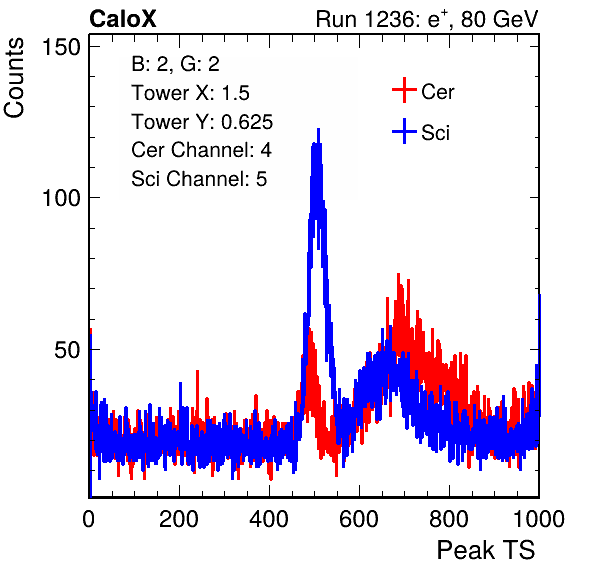 CaloX Run 1236: e⁺, 80 GeV
Counts
150
100
50
B: 2, G: 2
Tower X: 1.5
Tower Y: 0.625
Cer Channel: 4
Sci Channel: 5
Cer
Sci
0 200 400 600 800 1000
Peak TS